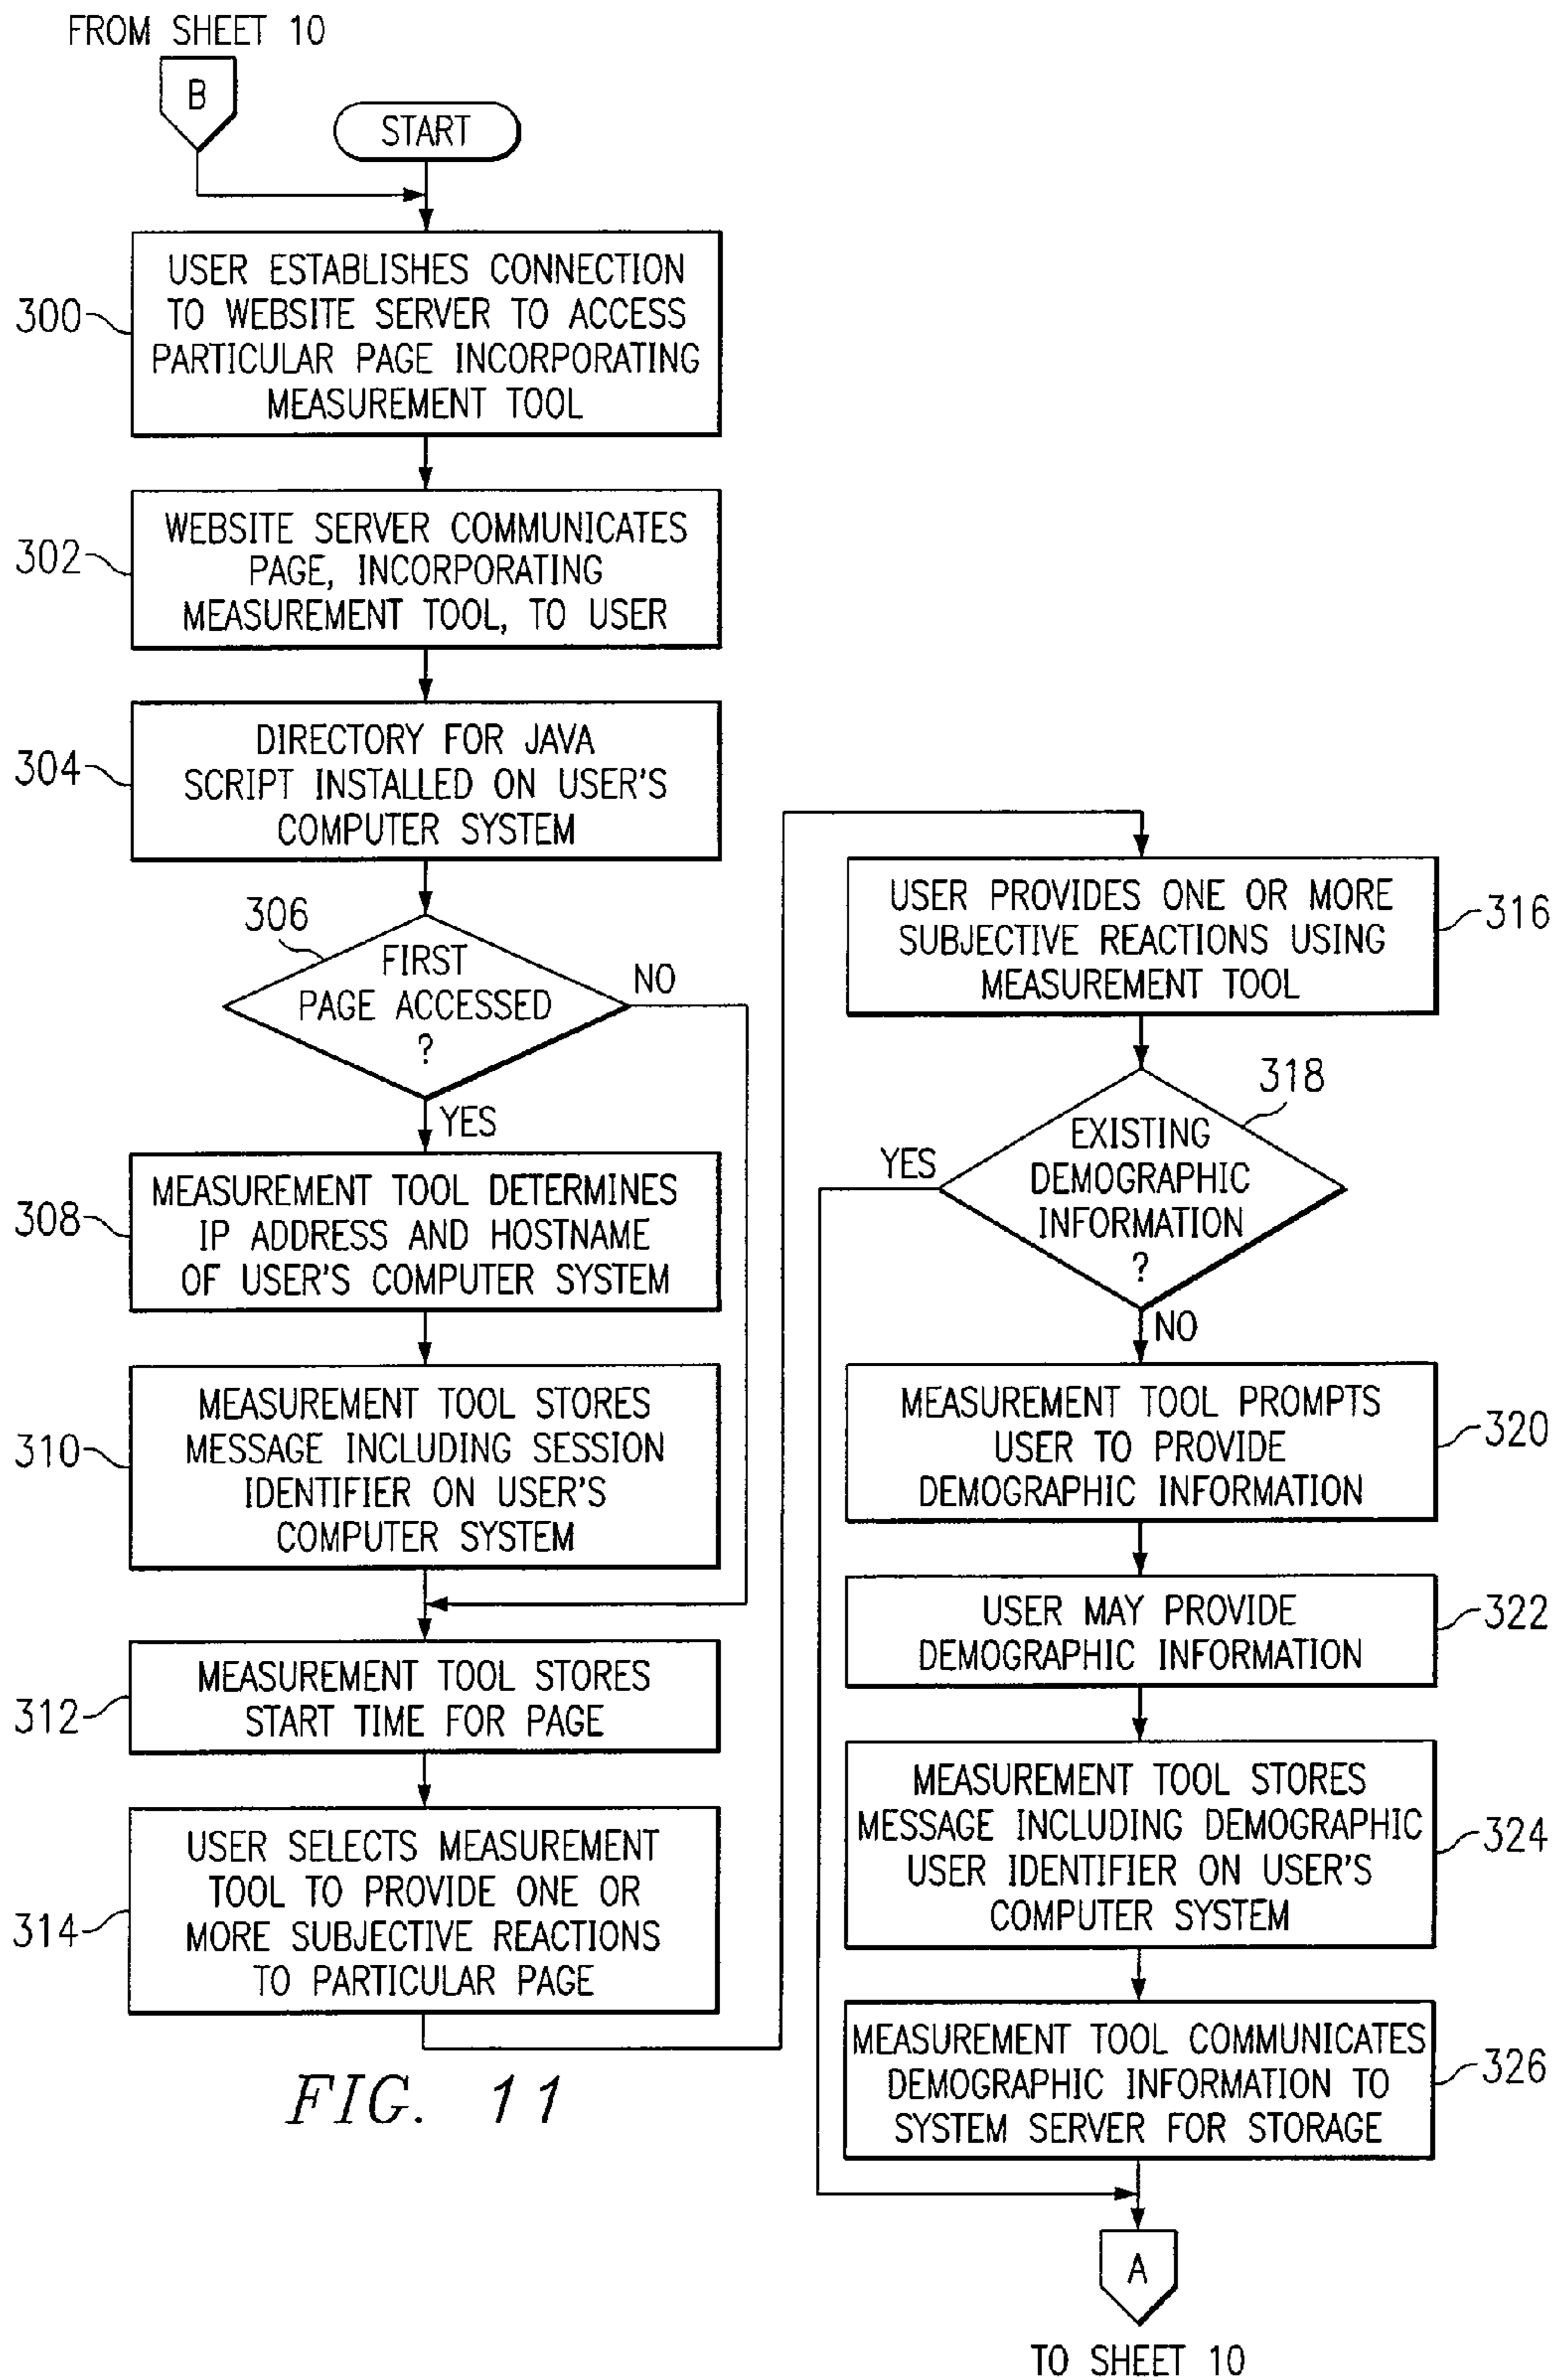 FROM SHEET 10
B
START
300
USER ESTABLISHES CONNECTION
TO WEBSITE SERVER TO ACCESS
PARTICULAR PAGE INCORPORATING
MEASUREMENT TOOL
302
WEBSITE SERVER COMMUNICATES
PAGE, INCORPORATING
MEASUREMENT TOOL, TO USER
304
DIRECTORY FOR JAVA
SCRIPT INSTALLED ON USER'S
COMPUTER SYSTEM
306
FIRST
PAGE ACCESSED
?
NO
YES
308
MEASUREMENT TOOL DETERMINES
IP ADDRESS AND HOSTNAME
OF USER'S COMPUTER SYSTEM
310
MEASUREMENT TOOL STORES
MESSAGE INCLUDING SESSION
IDENTIFIER ON USER'S
COMPUTER SYSTEM
312
MEASUREMENT TOOL STORES
START TIME FOR PAGE
314
USER SELECTS MEASUREMENT
TOOL TO PROVIDE ONE OR
MORE SUBJECTIVE REACTIONS
TO PARTICULAR PAGE
FIG. 11
USER PROVIDES ONE OR MORE
SUBJECTIVE REACTIONS USING
MEASUREMENT TOOL
316
318
EXISTING
DEMOGRAPHIC
INFORMATION
?
YES
NO
MEASUREMENT TOOL PROMPTS
USER TO PROVIDE
DEMOGRAPHIC INFORMATION
320
USER MAY PROVIDE
DEMOGRAPHIC INFORMATION
322
MEASUREMENT TOOL STORES
MESSAGE INCLUDING DEMOGRAPHIC
USER IDENTIFIER ON USER'S
COMPUTER SYSTEM
324
MEASUREMENT TOOL COMMUNICATES
DEMOGRAPHIC INFORMATION TO
SYSTEM SERVER FOR STORAGE
326
A
TO SHEET 10